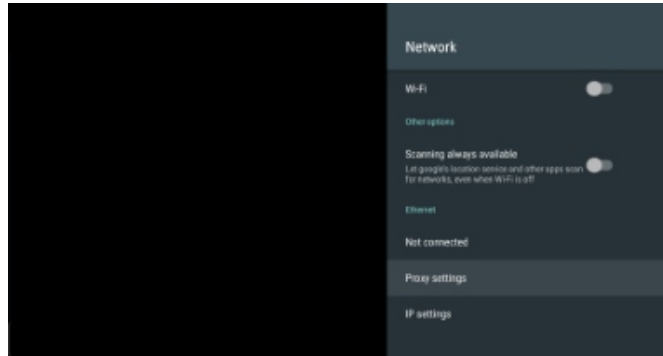 Network
Wi-Fi
Other options
Scanning always available
Let google's location service and other apps scan
for networks, even when Wi-Fi is off
Ethernet
Not connected
Proxy settings
IP settings